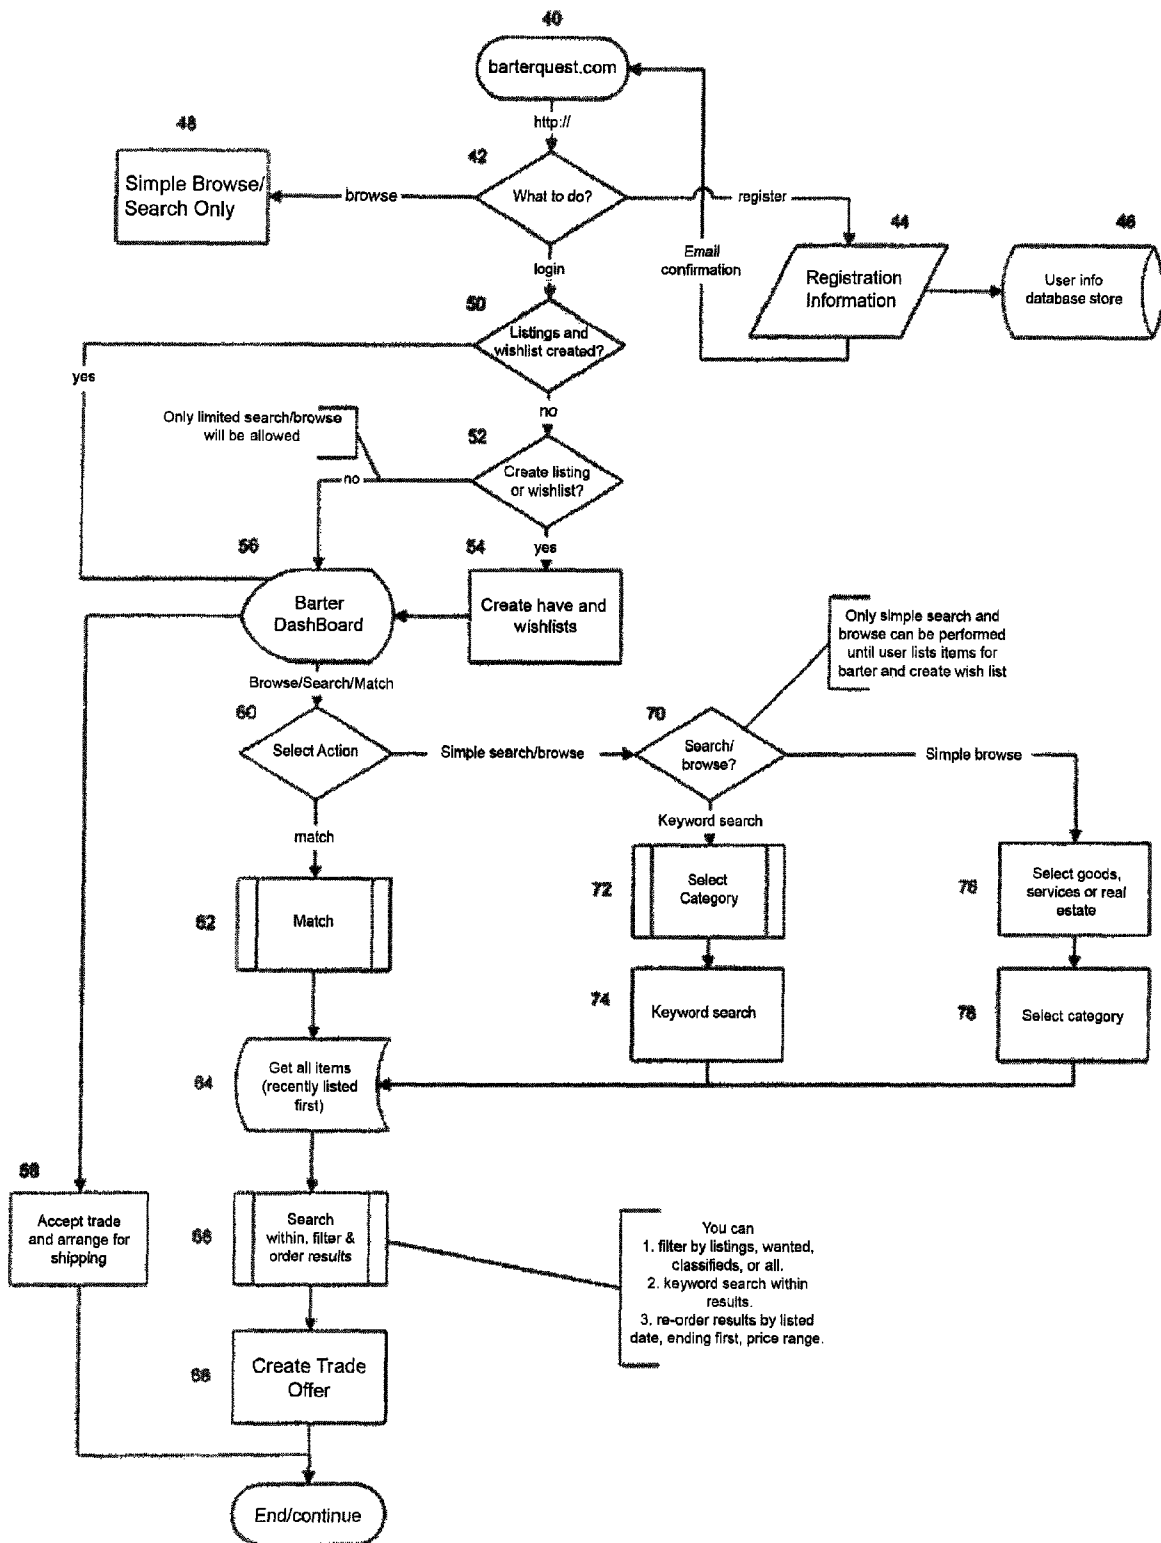 40
barterquest.com
http://
48
42
Simple Browse/
Search Only
browse
What to do?
register
44
46
Email
confirmation
Registration
Information
User info
database store
login
50
Listings and
wishlist created?
yes
no
Only limited search/browse
will be allowed
52
Create listing
or wishlist?
no
yes
56
54
Barter
DashBoard
Create have and
wishlists
Only simple search and
browse can be performed
until user lists items for
barter and create wish list
Browse/Search/Match
60
70
Select Action
Simple search/browse
Search/
browse?
Simple browse
match
Keyword search
62
Match
72
Select
Category
76
Select goods,
services or real
estate
74
Keyword search
78
Select category
64
Get all items
(recently listed
first)
58
Accept trade
and arrange for
shipping
66
Search
within, filter &
order results
You can
1. filter by listings, wanted,
classifieds, or all.
2. keyword search within
results.
3. re-order results by listed
date, ending first, price range.
68
Create Trade
Offer
End/continue